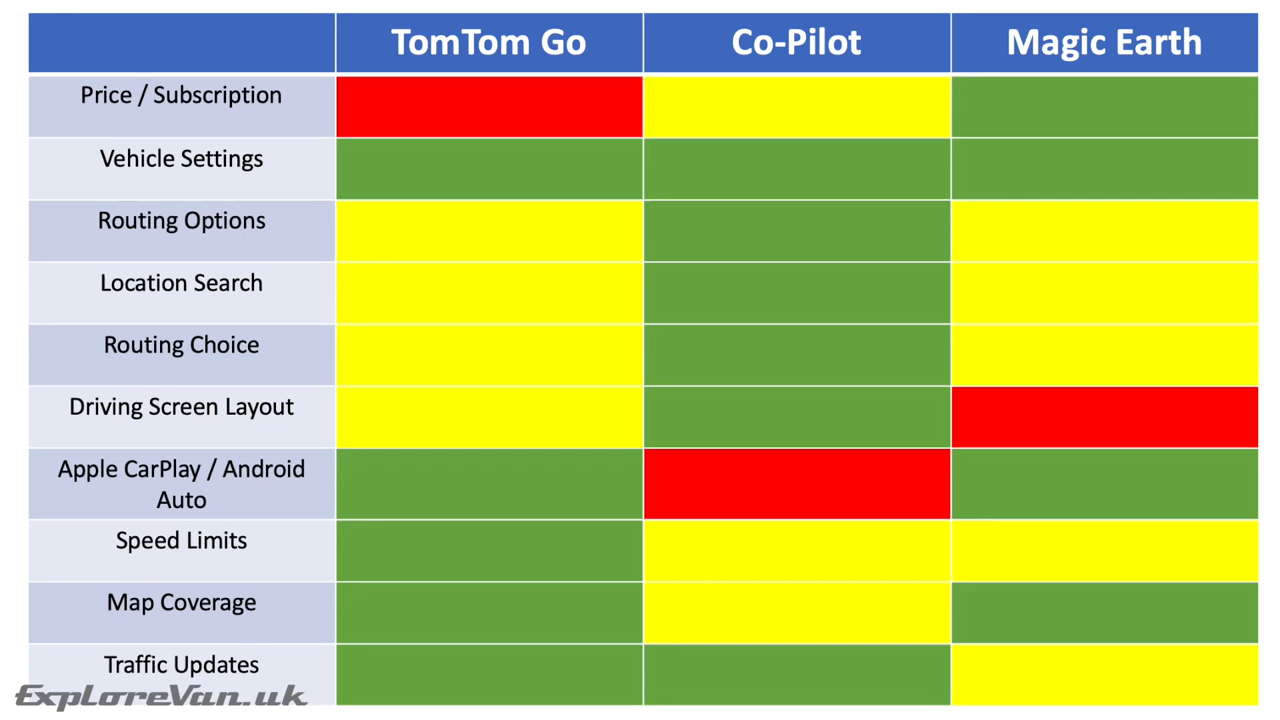 TomTom Go
Co-Pilot
Magic Earth
Price / Subscription
Vehicle Settings
Routing Options
Location Search
Routing Choice
Driving Screen Layout
Apple CarPlay / Android
Auto
Speed Limits
Map Coverage
Traffic Updates
ExploreVan.uk